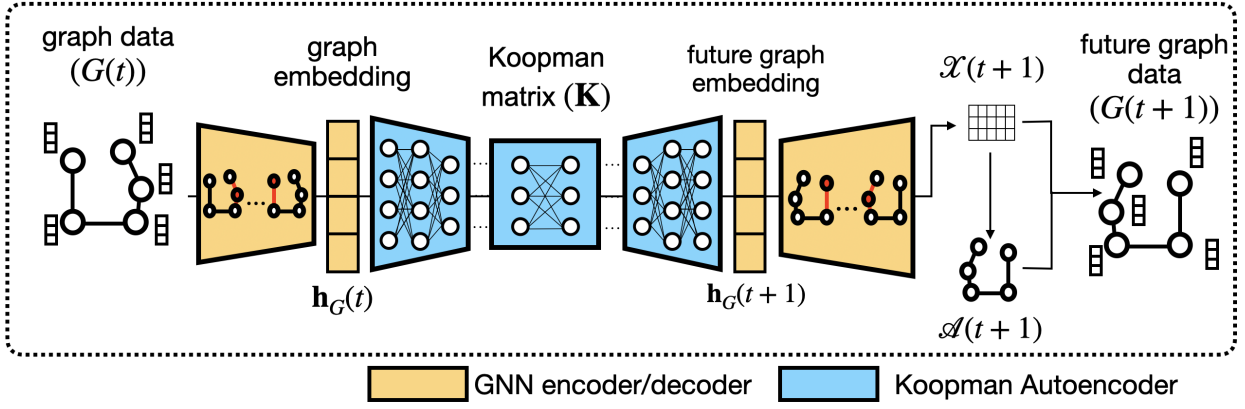 graph data
(G(t))
graph
embedding
Koopman
matrix (K)
future graph
embedding
𝒳(t + 1)
future graph
data
(G(t + 1))
...
...
h_G(t)
h_G(t + 1)
𝒜(t + 1)
GNN encoder/decoder
Koopman Autoencoder